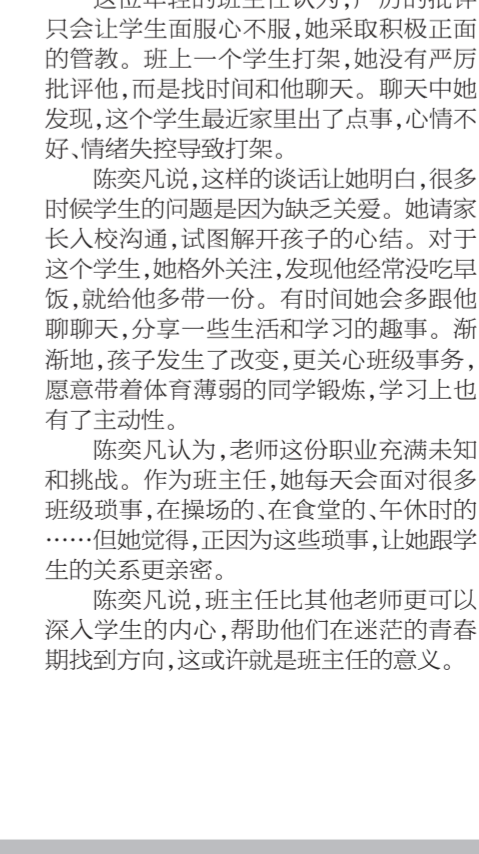 这位年轻的班主任认为,严厉的批评
只会让学生面服心不服,她采取积极正面
的管教。班上一个学生打架,她没有严厉
批评他,而是找时间和他聊天。聊天中她
发现,这个学生最近家里出了点事,心情不
好、情绪失控导致打架。
陈奕凡说,这样的谈话让她明白,很多
时候学生的问题是因为缺乏关爱。她请家
长入校沟通,试图解开孩子的心结。对于
这个学生,她格外关注,发现他经常没吃早
饭,就给他多带一份。有时间她会多跟他
聊聊天,分享一些生活和学习的趣事。渐
渐地,孩子发生了改变,更关心班级事务,
愿意带着体育薄弱的同学锻炼,学习上也
有了主动性。
陈奕凡认为,老师这份职业充满未知
和挑战。作为班主任,她每天会面对很多
班级琐事,在操场的、在食堂的、午休时的
……但她觉得,正因为这些琐事,让她跟学
生的关系更亲密。
陈奕凡说,班主任比其他老师更可以
深入学生的内心,帮助他们在迷茫的青春
期找到方向,这或许就是班主任的意义。